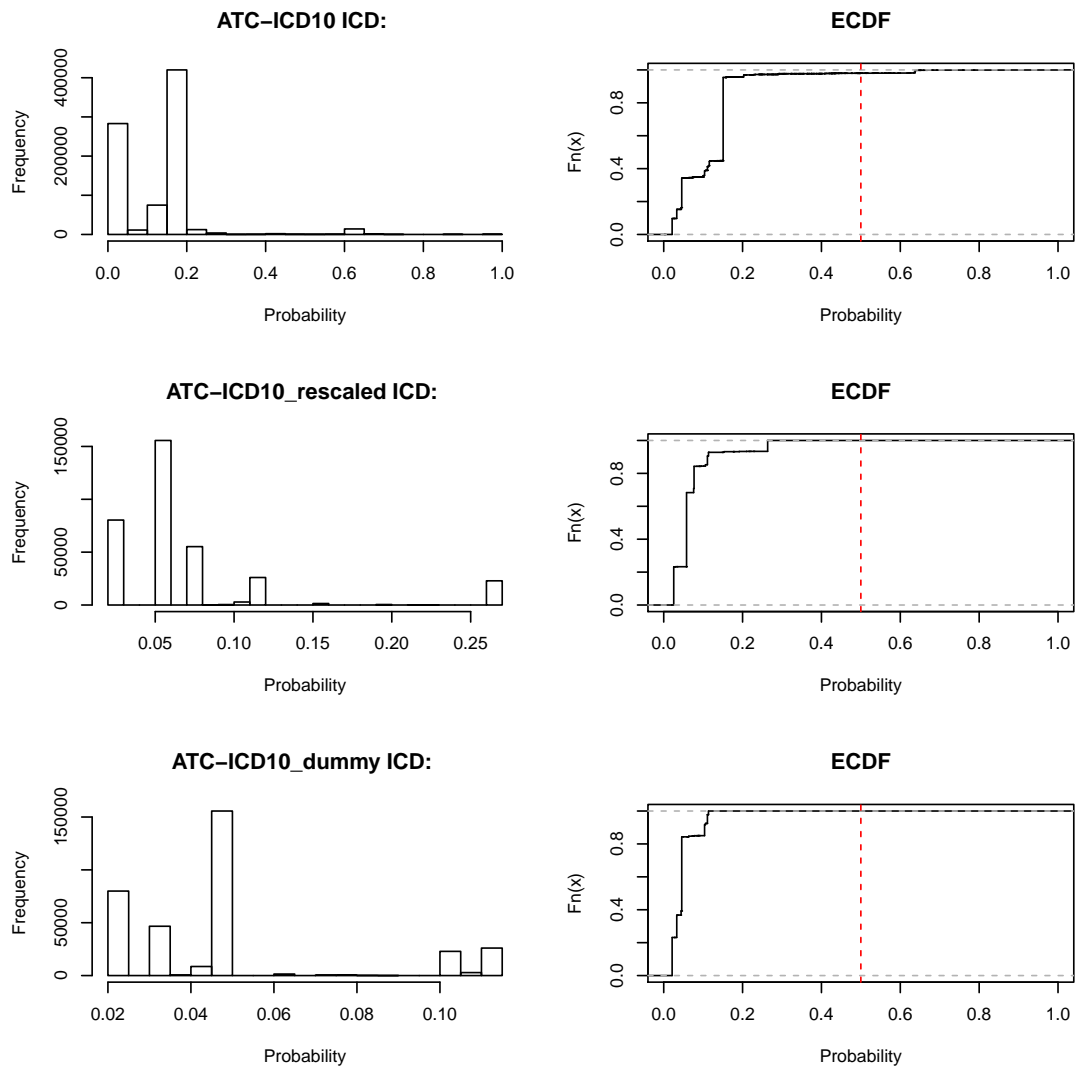 ATC−ICD10 ICD:
Frequency
0
200000
400000
0.0 0.2 0.4 0.6 0.8 1.0
Probability
ECDF
Fn(x)
0.0
0.4
0.8
0.0 0.2 0.4 0.6 0.8 1.0
Probability
ATC−ICD10_rescaled ICD:
Frequency
0
50000
150000
0.05 0.10 0.15 0.20 0.25
Probability
ECDF
Fn(x)
0.0
0.4
0.8
0.0 0.2 0.4 0.6 0.8 1.0
Probability
ATC−ICD10_dummy ICD:
Frequency
0
50000
150000
0.02 0.04 0.06 0.08 0.10
Probability
ECDF
Fn(x)
0.0
0.4
0.8
0.0 0.2 0.4 0.6 0.8 1.0
Probability